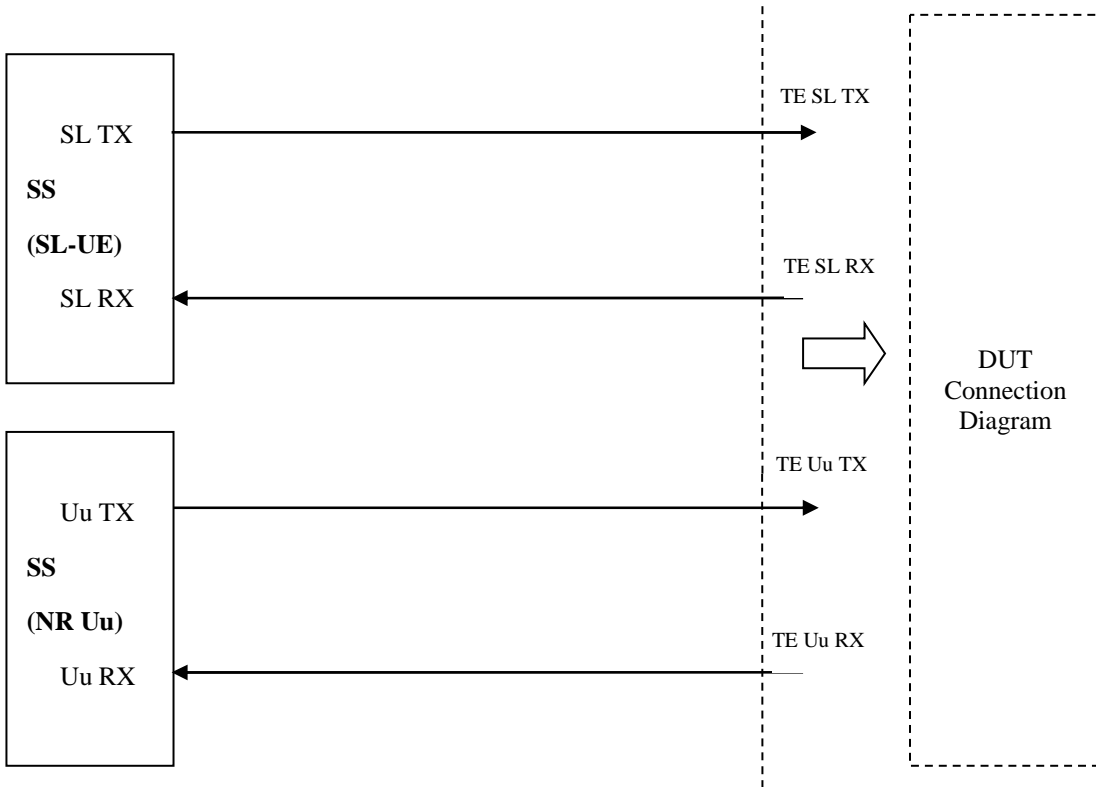 TE SL TX
SL TX
SS
(SL-UE)
TE SL RX
SL RX
DUT
Connection
Diagram
TE Uu TX
Uu TX
SS
(NR Uu)
TE Uu RX
Uu RX